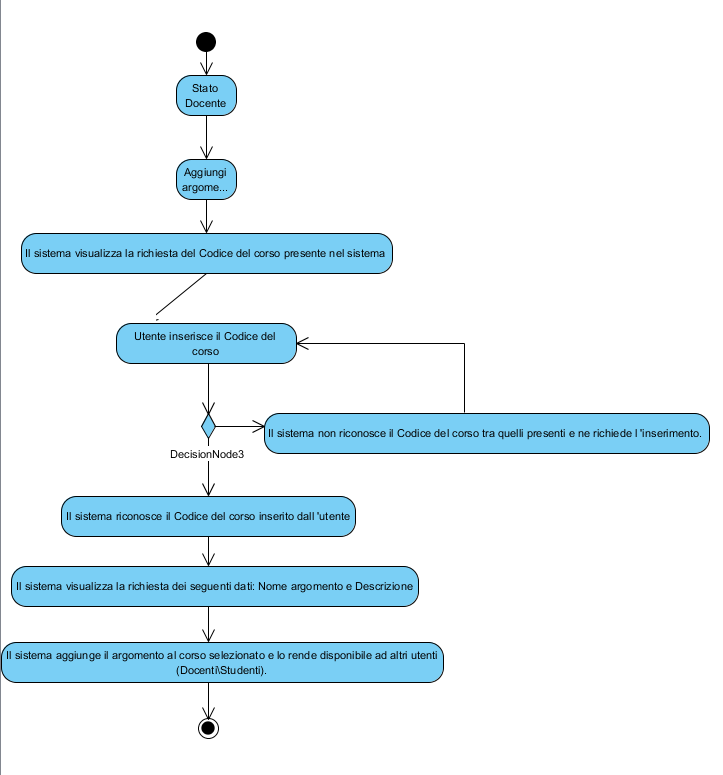 Stato
Docente
Aggiungi
argome...
Il sistema visualizza la richiesta del Codice del corso presente nel sistema
Utente inserisce il Codice del
corso
Il sistema non riconosce il Codice del corso tra quelli presenti e ne richiede l 'inserimento.
DecisionNode3
Il sistema riconosce il Codice del corso inserito dall 'utente
Il sistema visualizza la richiesta dei seguenti dati: Nome argomento e Descrizione
Il sistema aggiunge il argomento al corso selezionato e lo rende disponibile ad altri utenti
(Docenti\Studenti).